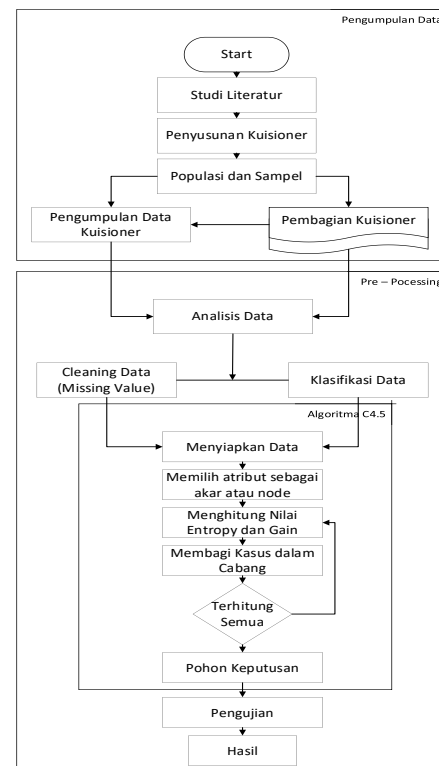 Pengumpulan Data
Start
Studi Literatur
Penyusunan Kuisioner
Populasi dan Sampel
Pengumpulan Data
Kuisioner
Pembagian Kuisioner
Pre – Pocessing
Analisis Data
Cleaning Data
(Missing Value)
Klasifikasi Data
Algoritma C4.5
Menyiapkan Data
Memilih atribut sebagai
akar atau node
Menghitung Nilai
Entropy dan Gain
Membagi Kasus dalam
Cabang
Terhitung
Semua
Pohon Keputusan
Pengujian
Hasil